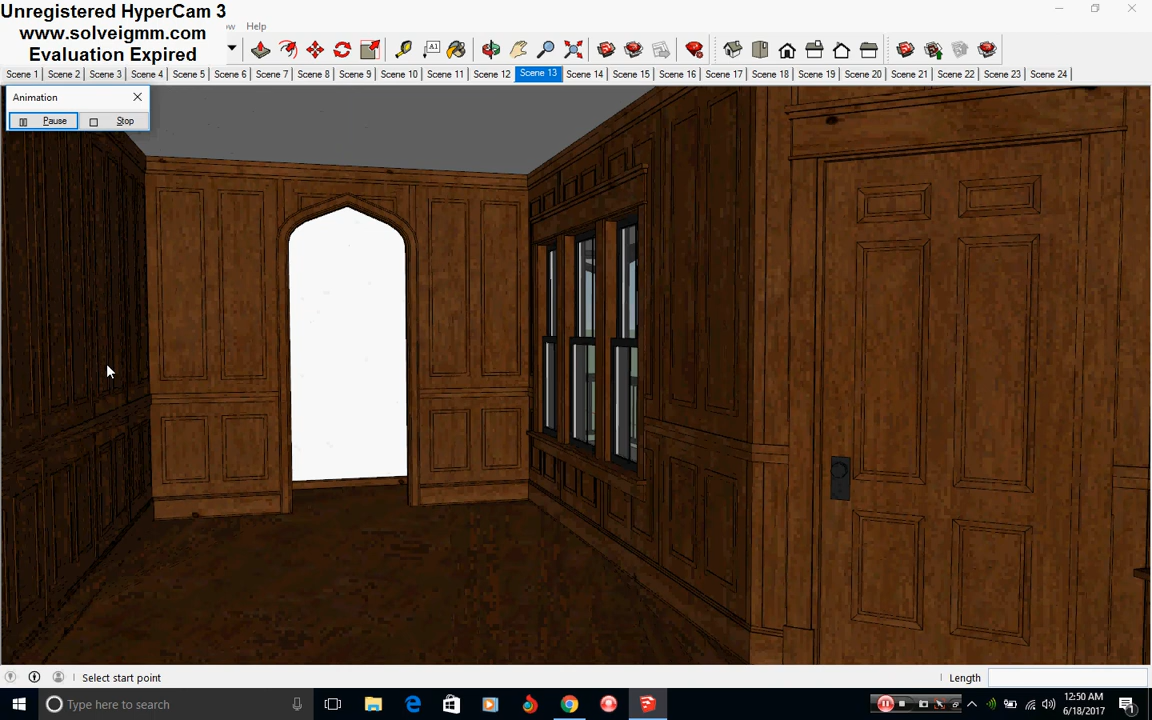 Unregistered HyperCam 3
www.solveigmm.com
Evaluation Expired
Help
Scene 1 Scene 2 Scene 3 Scene 4 Scene 5 Scene 6 Scene 7 Scene 8 Scene 9 Scene 10 Scene 11 Scene 12 Scene 13 Scene 14 Scene 15 Scene 16 Scene 17 Scene 18 Scene 19 Scene 20 Scene 21 Scene 22 Scene 23 Scene 24
Animation
Pause Stop
Select start point
Length
Type here to search
12:50 AM
6/18/2017